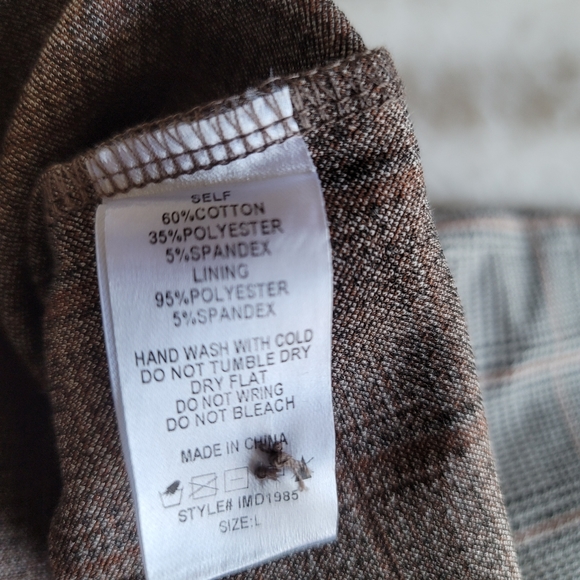 SELF
60%COTTON
35%POLYESTER
5%SPANDEX
LINING
95%POLYESTER
5%SPANDEX
HAND WASH WITH COLD
DO NOT TUMBLE DRY
DRY FLAT
DO NOT WRING
DO NOT BLEACH
MADE IN CHINA
STYLE# IMD1985
SIZE:L